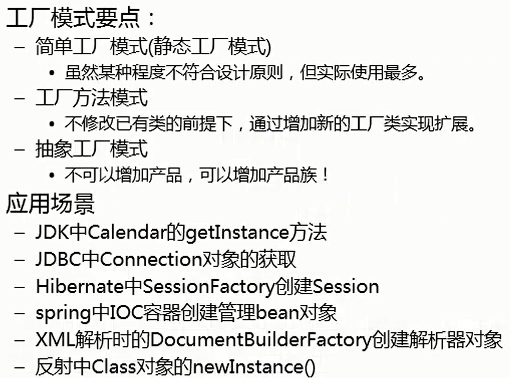 工厂模式要点：
– 简单工厂模式(静态工厂模式)
• 虽然某种程度不符合设计原则，但实际使用最多。
– 工厂方法模式
• 不修改已有类的前提下，通过增加新的工厂类实现扩展。
– 抽象工厂模式
• 不可以增加产品，可以增加产品族！
应用场景
– JDK中Calendar的getInstance方法
– JDBC中Connection对象的获取
– Hibernate中SessionFactory创建Session
– spring中IOC容器创建管理bean对象
– XML解析时的DocumentBuilderFactory创建解析器对象
– 反射中Class对象的newInstance()